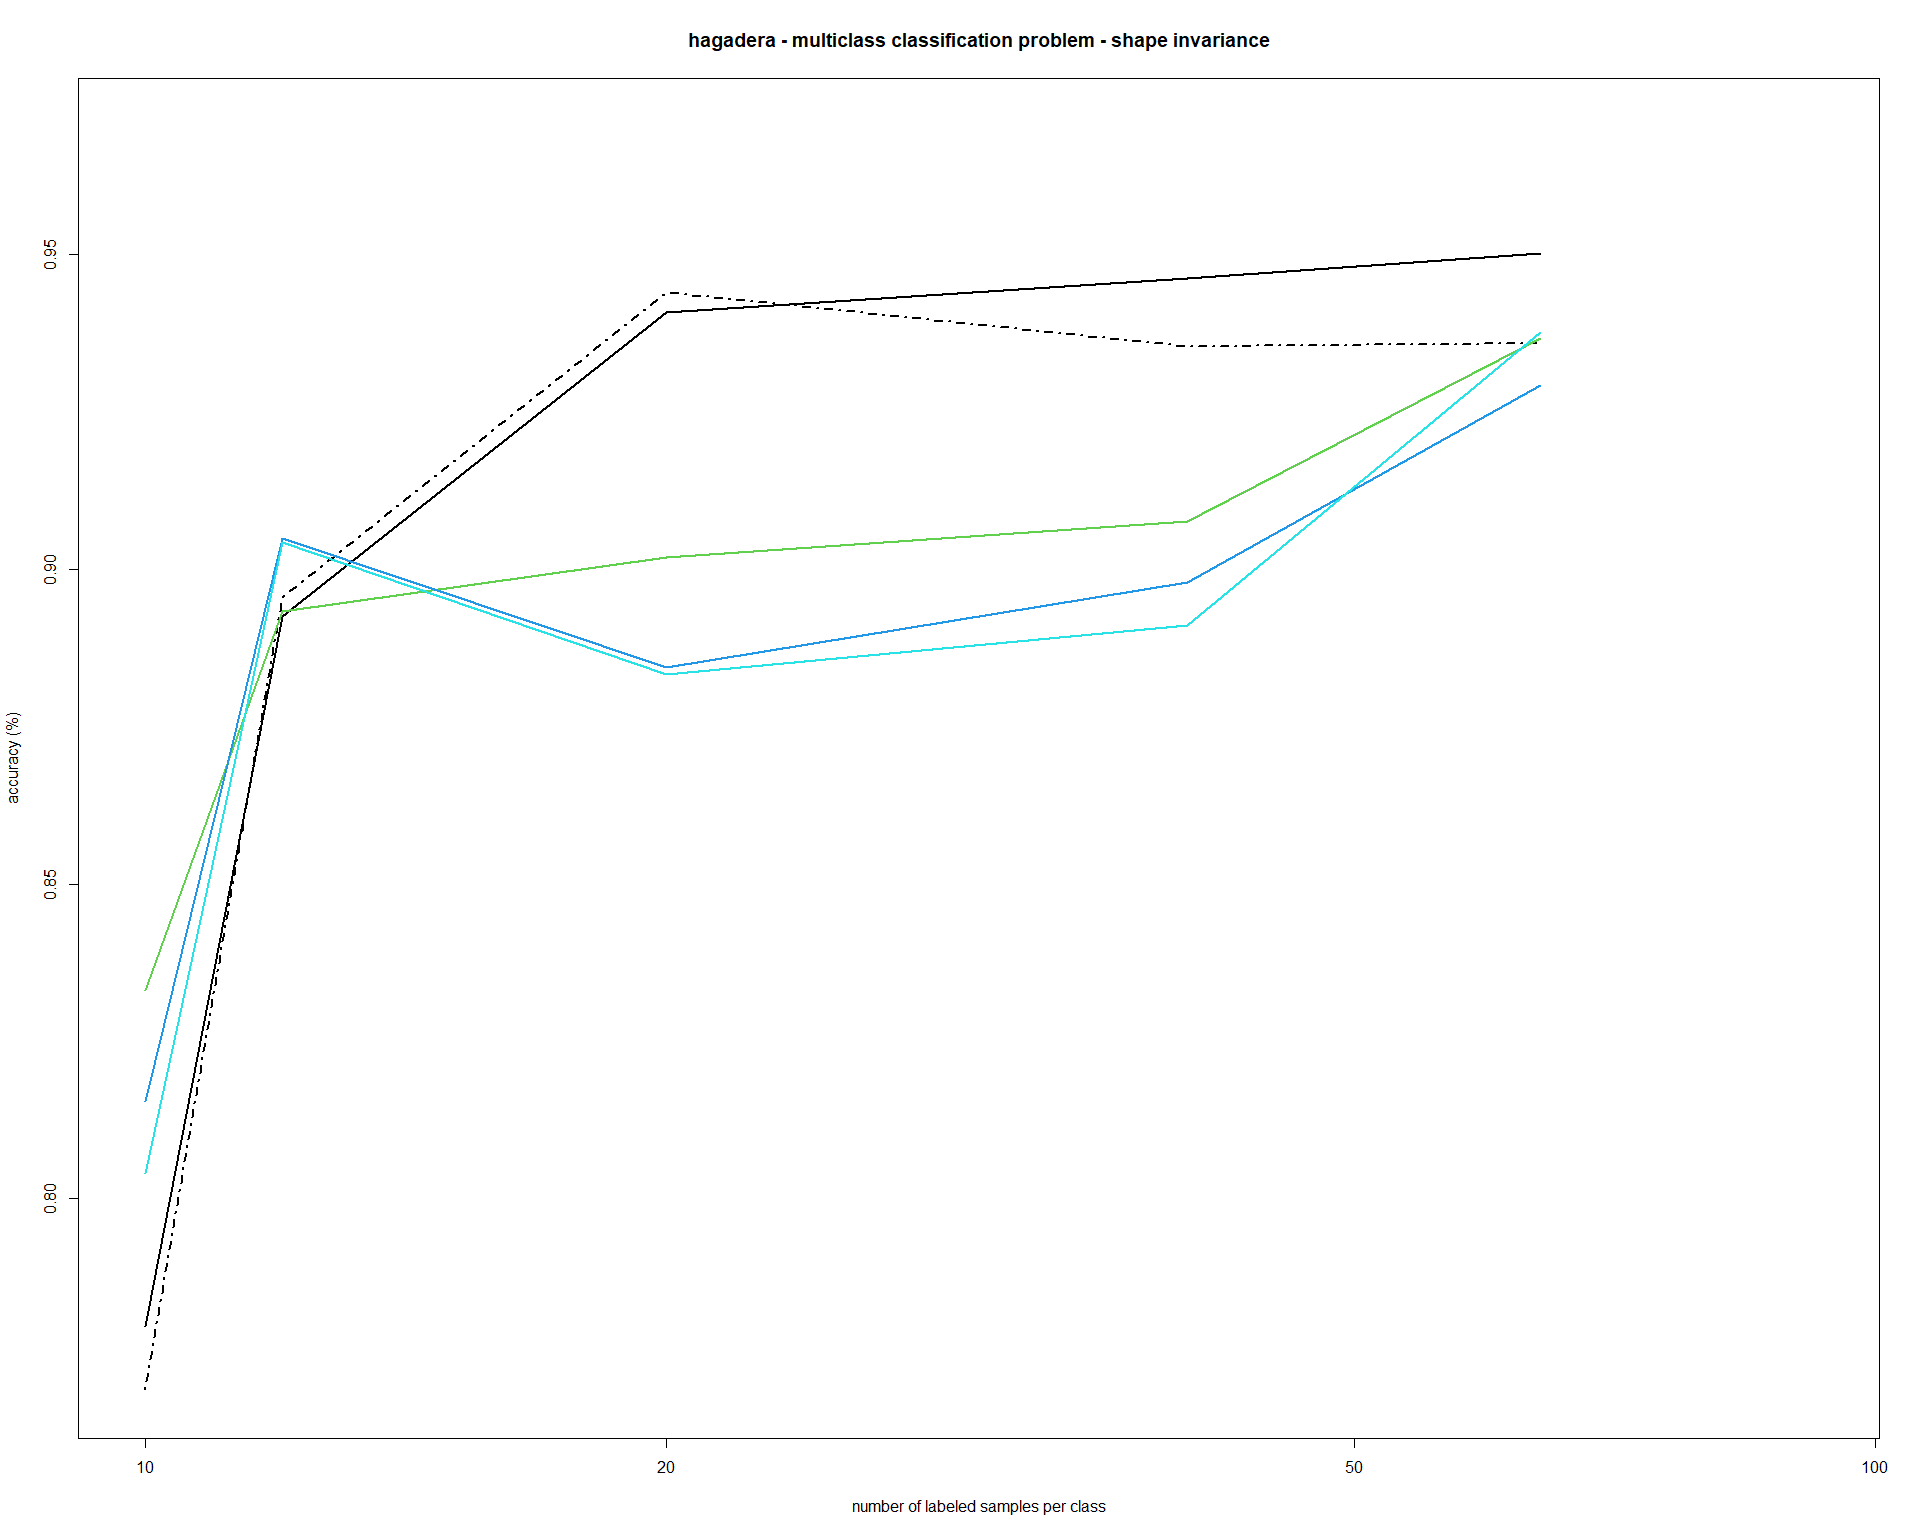 hagadera - multiclass classification problem - shape invariance
0.95
0.90
0.85
0.80
accuracy (%)
10
20
50
100
number of labeled samples per class